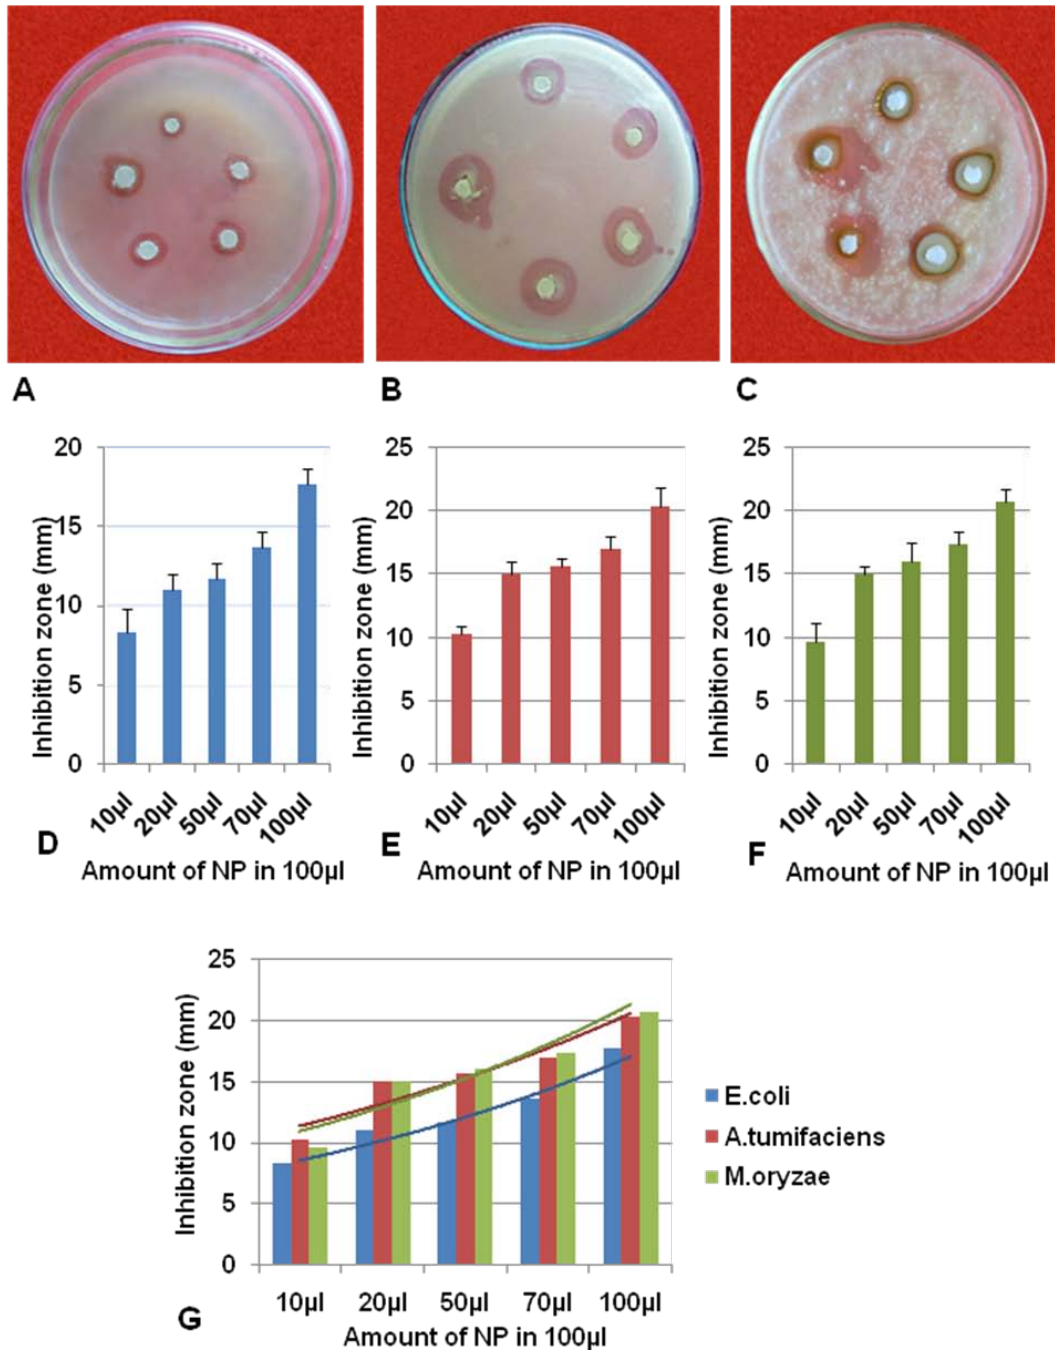 A
B
C
20
15
10
5
0
Inhibition zone (mm)
10µl
20µl
50µl
70µl
100µl
D
Amount of NP in 100µl
25
20
15
10
5
0
Inhibition zone (mm)
10µl
20µl
50µl
70µl
100µl
E
Amount of NP in 100µl
25
20
15
10
5
0
Inhibition zone (mm)
10µl
20µl
50µl
70µl
100µl
F
Amount of NP in 100µl
25
20
15
10
5
0
Inhibition zone (mm)
10µl
20µl
50µl
70µl
100µl
G
Amount of NP in 100µl
E.coli
A.tumifaciens
M.oryzae